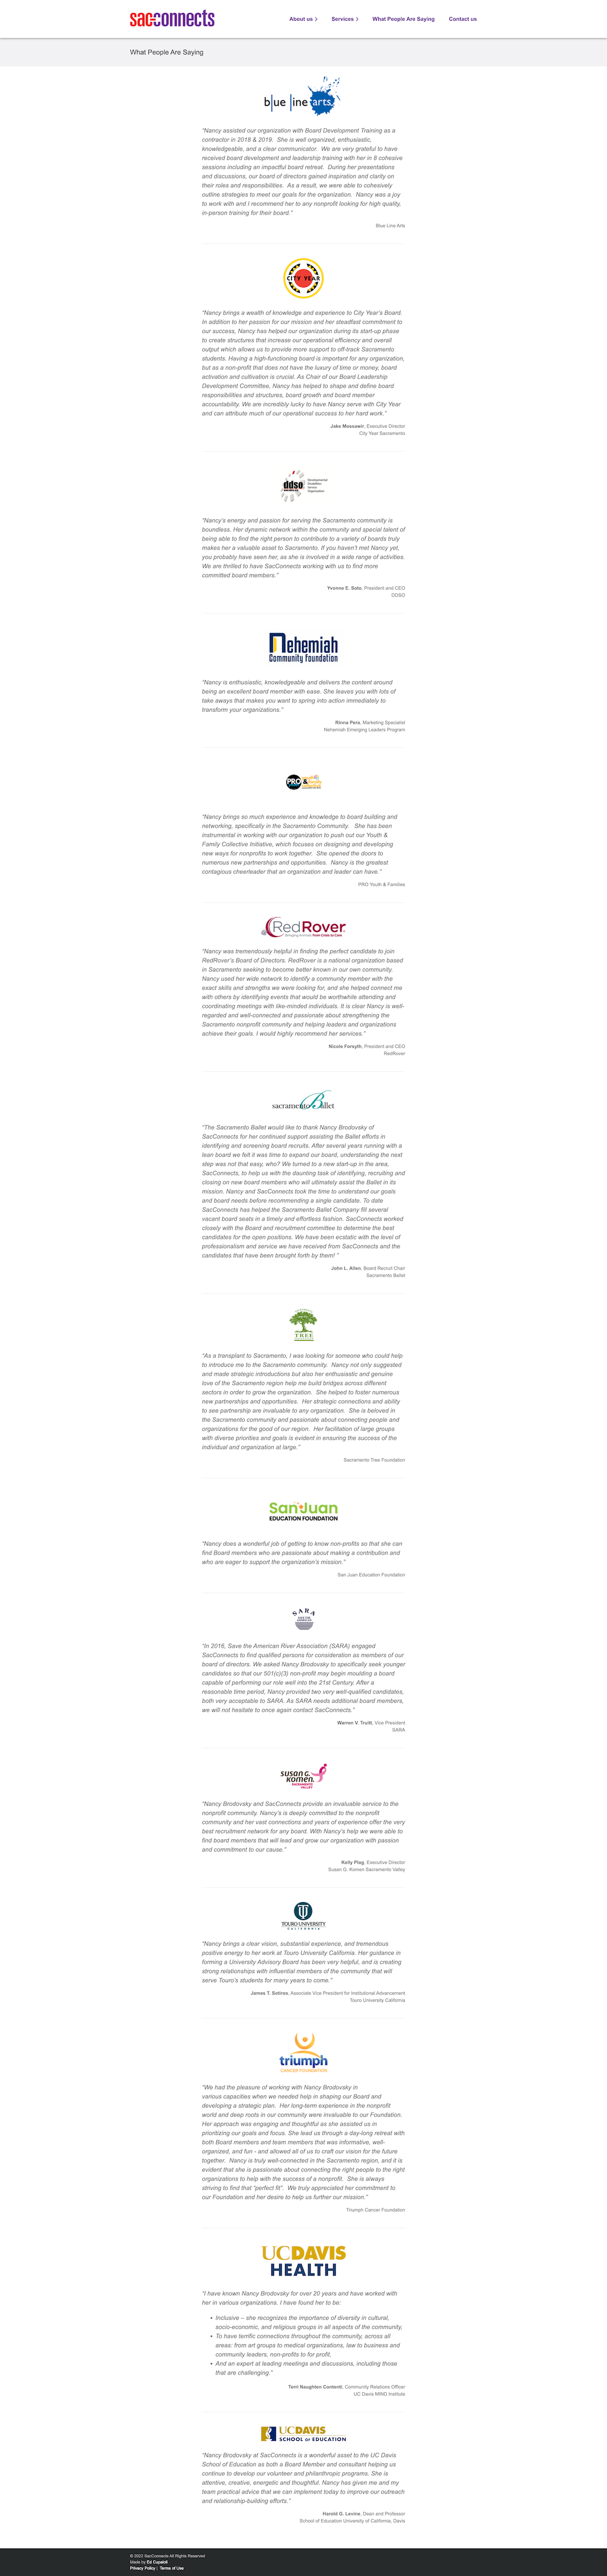 sacconnects
About us
Services
What People Are Saying
Contact us
What People Are Saying
blue line arts
"Nancy assisted our organization with Board Development Training as a
contractor in 2018 & 2019.  She is well organized, enthusiastic,
knowledgeable, and a clear communicator.  We are very grateful to have
received board development and leadership training with her in 8 cohesive
sessions including an impactful board retreat.  During her presentations
and discussions, our board of directors gained inspiration and clarity on
their roles and responsibilities.  As a result, we were able to cohesively
outline strategies to meet our goals for the organization.  Nancy was a joy
to work with and I recommend her to any nonprofit looking for high quality,
in-person training for their board."
Blue Line Arts
CITY YEAR
"Nancy brings a wealth of knowledge and experience to City Year's Board.
In addition to her passion for our mission and her steadfast commitment to
our success, Nancy has helped our organization during its start-up phase
to create structures that increase our operational efficiency and overall
output which allows us to provide more support to off-track Sacramento
students. Having a high-functioning board is important for any organization,
but as a non-profit that does not have the luxury of time or money, board
activation and cultivation is crucial. As Chair of our Board Leadership
Development Committee, Nancy has helped to shape and define board
responsibilities and structures, board growth and board member
accountability. We are incredibly lucky to have Nancy serve with City Year
and can attribute much of our operational success to her hard work."
Jake Mossawir, Executive Director
City Year Sacramento
ddso
Developmental
Disabilities
Service
Organization
"Nancy's energy and passion for serving the Sacramento community is
boundless. Her dynamic network within the community and special talent of
being able to find the right person to contribute to a variety of boards truly
makes her a valuable asset to Sacramento. If you haven't met Nancy yet,
you probably have seen her, as she is involved in a wide range of activities.
We are thrilled to have SacConnects working with us to find more
committed board members."
Yvonne E. Soto, President and CEO
DDSO
Nehemiah
Community Foundation
"Nancy is enthusiastic, knowledgeable and delivers the content around
being an excellent board member with ease. She leaves you with lots of
take aways that makes you want to spring into action immediately to
transform your organizations."
Rinna Pera, Marketing Specialist
Nehemiah Emerging Leaders Program
PRO
"Nancy brings so much experience and knowledge to board building and
networking, specifically in the Sacramento Community.  She has been
instrumental in working with our organization to push out our Youth &
Family Collective Initiative, which focuses on designing and developing
new ways for nonprofits to work together.  She opened the doors to
numerous new partnerships and opportunities.  Nancy is the greatest
contagious cheerleader that an organization and leader can have."
PRO Youth & Families
RedRover
Bringing Animals from Crisis to Care
"Nancy was tremendously helpful in finding the perfect candidate to join
RedRover's Board of Directors. RedRover is a national organization based
in Sacramento seeking to become better known in our own community.
Nancy used her wide network to identify a community member with the
exact skills and strengths we were looking for, and she helped connect me
with others by identifying events that would be worthwhile attending and
coordinating meetings with like-minded individuals. It is clear Nancy is well-
regarded and well-connected and passionate about strengthening the
Sacramento nonprofit community and helping leaders and organizations
achieve their goals. I would highly recommend her services."
Nicole Forsyth, President and CEO
RedRover
sacramento Ballet
"The Sacramento Ballet would like to thank Nancy Brodovsky of
SacConnects for her continued support assisting the Ballet efforts in
identifying and screening board recruits. After several years running with a
lean board we felt it was time to expand our board, understanding the next
step was not that easy, who? We turned to a new start-up in the area,
SacConnects, to help us with the daunting task of identifying, recruiting and
closing on new board members who will ultimately assist the Ballet in its
mission. Nancy and SacConnects took the time to understand our goals
and board needs before recommending a single candidate. To date
SacConnects has helped the Sacramento Ballet Company fill several
vacant board seats in a timely and effortless fashion. SacConnects worked
closely with the Board and recruitment committee to determine the best
candidates for the open positions. We have been ecstatic with the level of
professionalism and service we have received from SacConnects and the
candidates that have been brought forth by them! "
John L. Allen, Board Recruit Chair
Sacramento Ballet
TREE
"As a transplant to Sacramento, I was looking for someone who could help
to introduce me to the Sacramento community.  Nancy not only suggested
and made strategic introductions but also her enthusiastic and genuine
love of the Sacramento region help me build bridges across different
sectors in order to grow the organization.  She helped to foster numerous
new partnerships and opportunities.  Her strategic connections and ability
to see partnership are invaluable to any organization.  She is beloved in
the Sacramento community and passionate about connecting people and
organizations for the good of our region.  Her facilitation of large groups
with diverse priorities and goals is evident in ensuring the success of the
individual and organization at large."
Sacramento Tree Foundation
San Juan
EDUCATION FOUNDATION
"Nancy does a wonderful job of getting to know non-profits so that she can
find Board members who are passionate about making a contribution and
who are eager to support the organization's mission."
San Juan Education Foundation
SARA
"In 2016, Save the American River Association (SARA) engaged
SacConnects to find qualified persons for consideration as members of our
board of directors. We asked Nancy Brodovsky to specifically seek younger
candidates so that our 501(c)(3) non-profit may begin moulding a board
capable of performing our role well into the 21st Century. After a
reasonable time period, Nancy provided two very well-qualified candidates,
both very acceptable to SARA. As SARA needs additional board members,
we will not hesitate to once again contact SacConnects."
Warren V. Truitt, Vice President
SARA
susan G.
komen.
SACRAMENTO
VALLEY
"Nancy Brodovsky and SacConnects provide an invaluable service to the
nonprofit community. Nancy's is deeply committed to the nonprofit
community and her vast connections and years of experience offer the very
best recruitment network for any board. With Nancy's help we were able to
find board members that will lead and grow our organization with passion
and commitment to our cause."
Kelly Plag, Executive Director
Susan G. Komen Sacramento Valley
TOURO UNIVERSITY
CALIFORNIA
"Nancy brings a clear vision, substantial experience, and tremendous
positive energy to her work at Touro University California. Her guidance in
forming a University Advisory Board has been very helpful, and is creating
strong relationships with influential members of the community that will
serve Touro's students for many years to come."
James T. Sotiros, Associate Vice President for Institutional Advancement
Touro University California
triumph
CANCER FOUNDATION
"We had the pleasure of working with Nancy Brodovsky in
various capacities when we needed help in shaping our Board and
developing a strategic plan.  Her long-term experience in the nonprofit
world and deep roots in our community were invaluable to our Foundation.
Her approach was engaging and thoughtful as she assisted us in
prioritizing our goals and focus. She lead us through a day-long retreat with
both Board members and team members that was informative, well-
organized, and fun - and allowed all of us to craft our vision for the future
together.  Nancy is truly well-connected in the Sacramento region, and it is
evident that she is passionate about connecting the right people to the right
organizations to help with the success of a nonprofit.  She is always
striving to find that "perfect fit".  We truly appreciated her commitment to
our Foundation and her desire to help us further our mission."
Triumph Cancer Foundation
UCDAVIS
HEALTH
"I have known Nancy Brodovsky for over 20 years and have worked with
her in various organizations. I have found her to be:
• Inclusive – she recognizes the importance of diversity in cultural,
socio-economic, and religious groups in all aspects of the community,
• To have terrific connections throughout the community, across all
areas: from art groups to medical organizations, law to business and
community leaders, non-profits to for profit,
• And an expert at leading meetings and discussions, including those
that are challenging."
Terri Naughten Contenti, Community Relations Officer
UC Davis MIND Institute
UCDAVIS
SCHOOL OF EDUCATION
"Nancy Brodovsky at SacConnects is a wonderful asset to the UC Davis
School of Education as both a Board Member and consultant helping us
continue to develop our volunteer and philanthropic programs. She is
attentive, creative, energetic and thoughtful. Nancy has given me and my
team practical advice that we can implement today to improve our outreach
and relationship-building efforts."
Harold G. Levine, Dean and Professor
School of Education University of California, Davis
© 2022 SacConnects All Rights Reserved
Made by Ed Cupaioli
Privacy Policy | Terms of Use